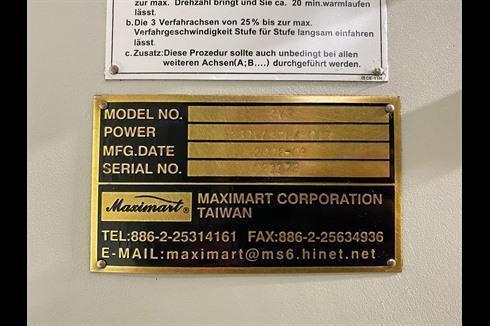 zur max. Drehzahl bringt und Sie ca. 20 min.warmlaufen
lässt.
b.Die 3 Verfahrachsen von 25% bis zur max.
Verfahrgeschwindigkeit Stufe für Stufe langsam einfahren
lässt.
c.Zusatz:Diese Prozedur sollte auch unbedingt bei allen
weiteren Achsen(A;B....) durchgeführt werden.
MODEL NO.
POWER
MFG.DATE
SERIAL NO.
Maximart®
MAXIMART CORPORATION
TAIWAN
TEL:886-2-25314161 FAX:886-2-25634936
E-MAIL:maximart@ms6.hinet.net